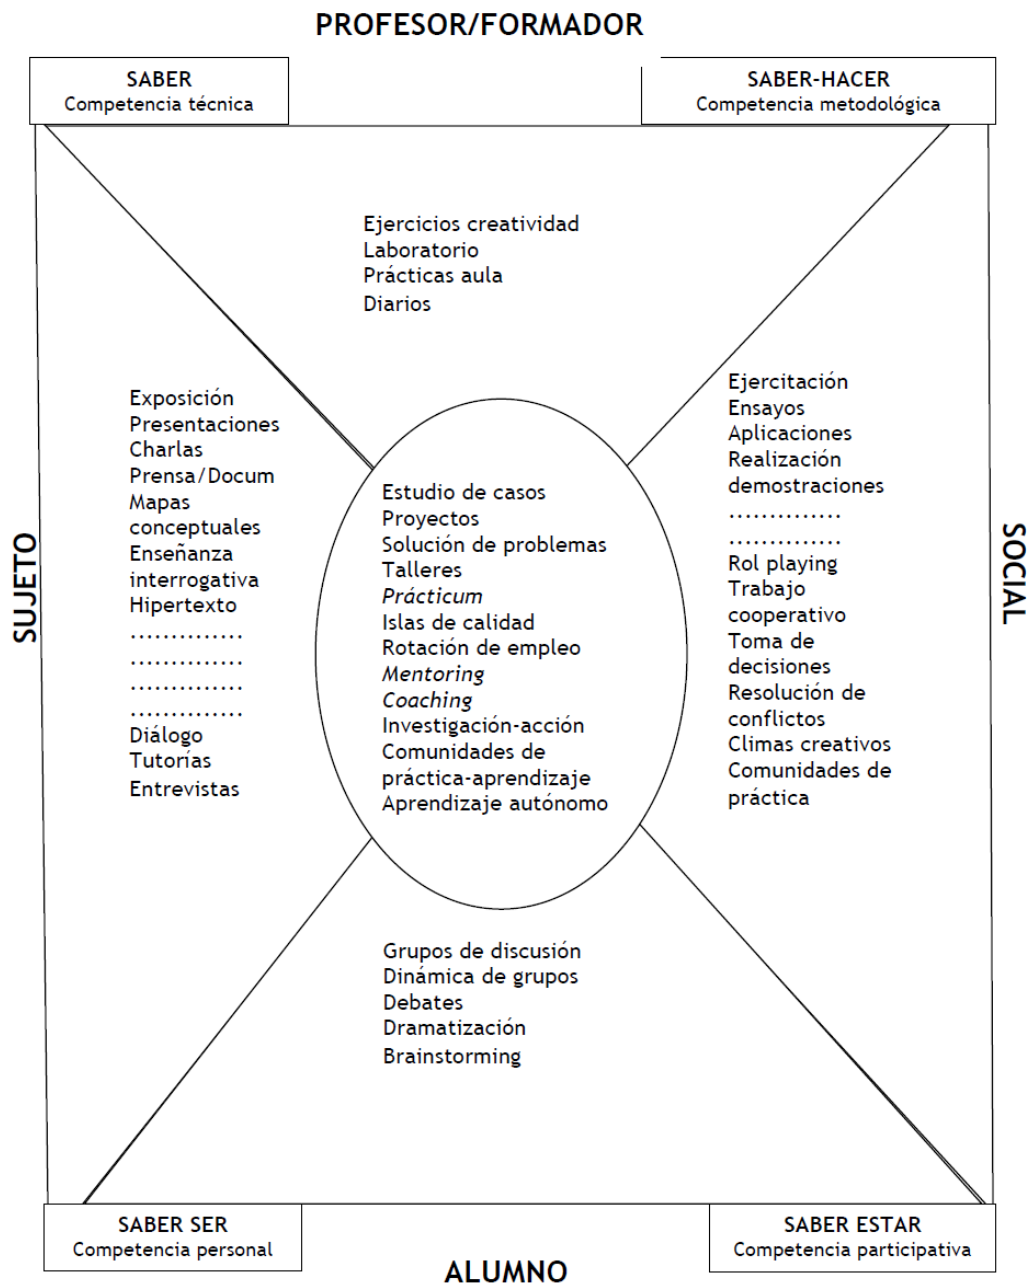 PROFESOR/FORMADOR
SABER
Competencia técnica
SABER-HACER
Competencia metodológica
Ejercicios creatividad
Laboratorio
Prácticas aula
Diarios
SUJETO
Exposición
Presentaciones
Charlas
Prensa/Docum
Mapas
conceptuales
Enseñanza
interrogativa
Hipertexto
..............
..............
..............
..............
Diálogo
Tutorías
Entrevistas
Estudio de casos
Proyectos
Solución de problemas
Talleres
Prácticum
Islas de calidad
Rotación de empleo
Mentoring
Coaching
Investigación-acción
Comunidades de
práctica-aprendizaje
Aprendizaje autónomo
Ejercitación
Ensayos
Aplicaciones
Realización
demostraciones
..............
..............
Rol playing
Trabajo
cooperativo
Toma de
decisiones
Resolución de
conflictos
Climas creativos
Comunidades de
práctica
SOCIAL
Grupos de discusión
Dinámica de grupos
Debates
Dramatización
Brainstorming
SABER SER
Competencia personal
SABER ESTAR
Competencia participativa
ALUMNO